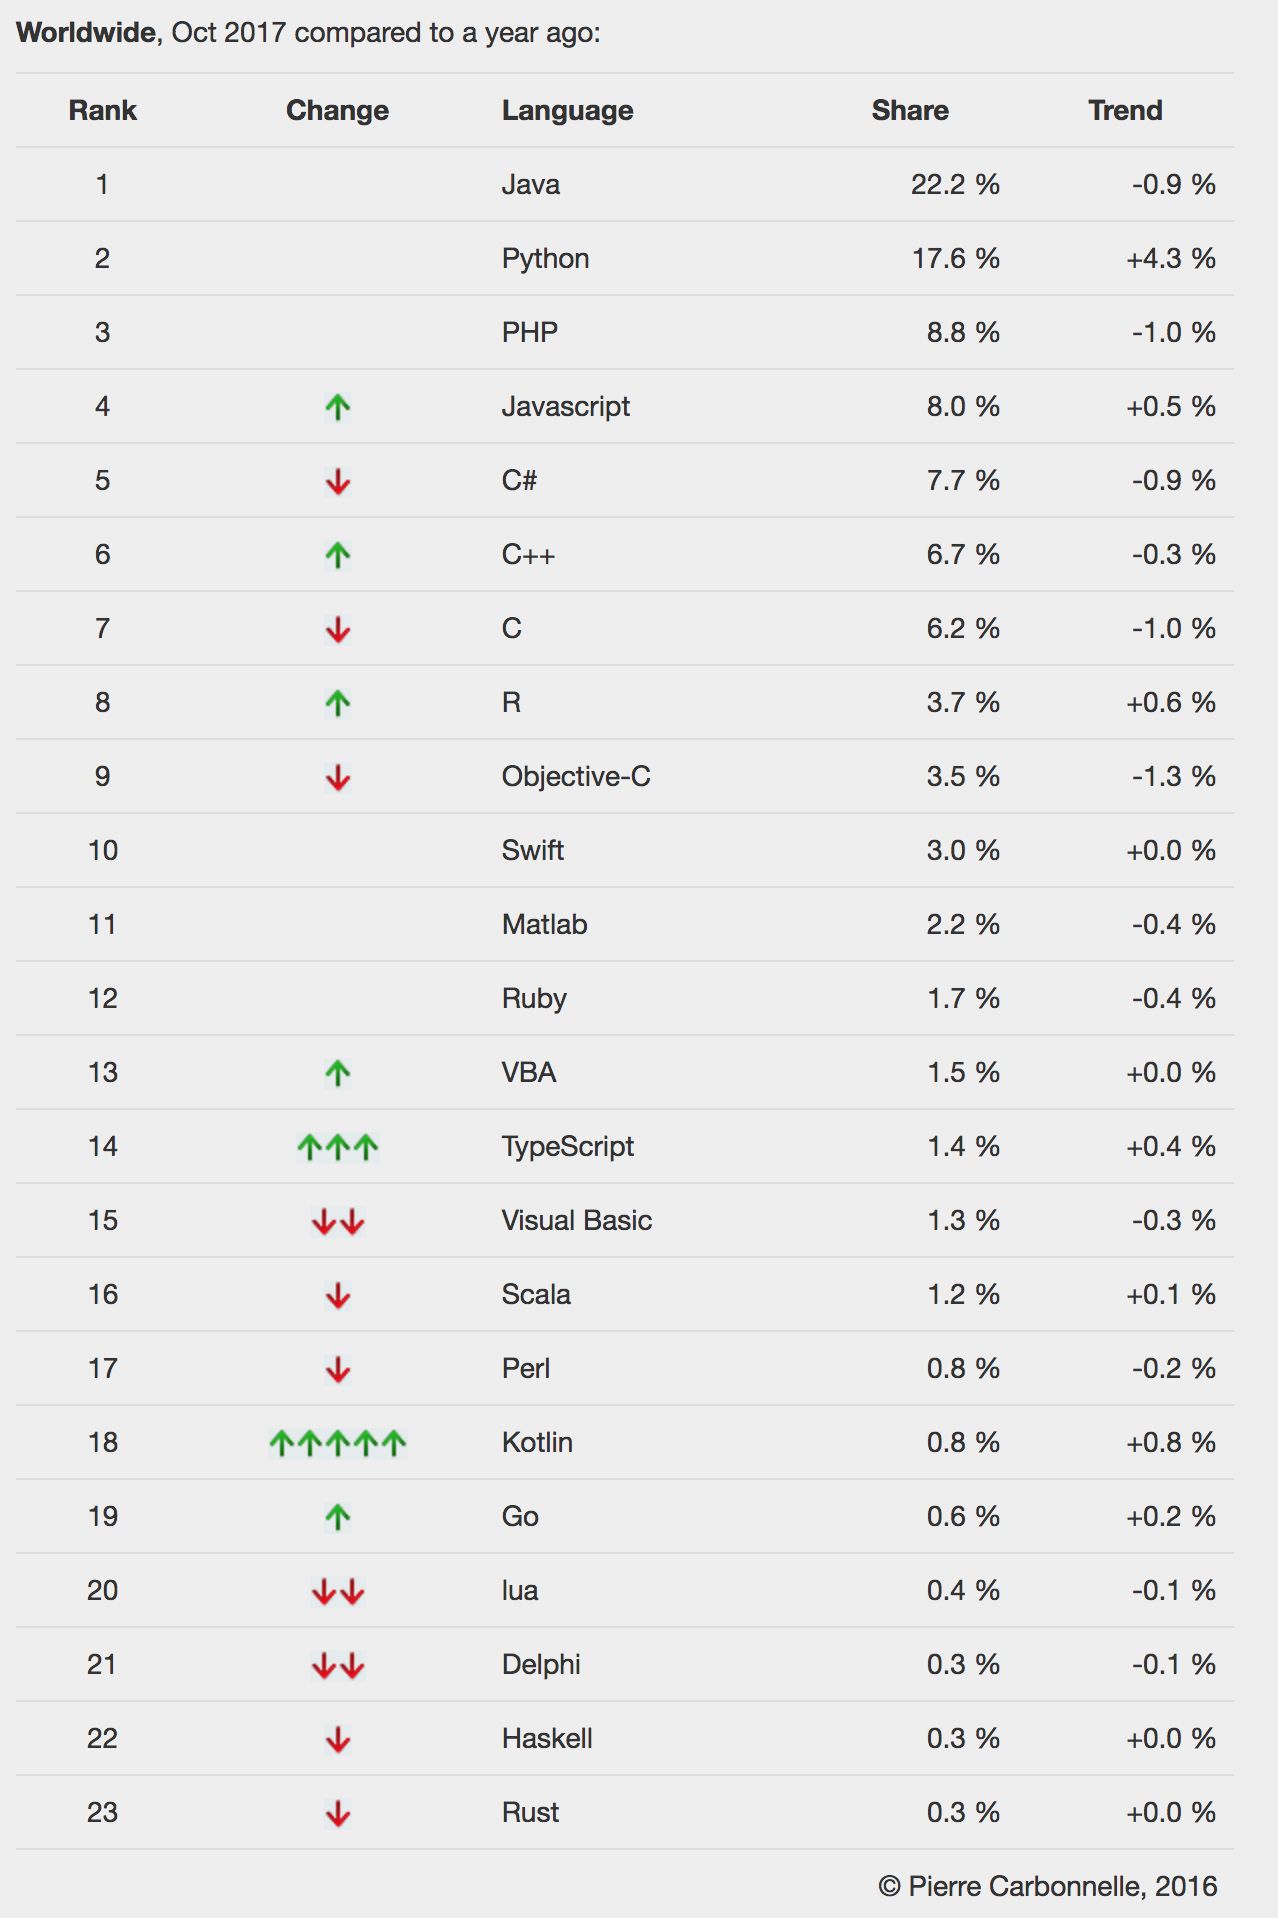 Worldwide, Oct 2017 compared to a year ago:
Rank Change Language Share Trend
1 Java 22.2 % -0.9 %
2 Python 17.6 % +4.3 %
3 PHP 8.8 % -1.0 %
4 ↑ Javascript 8.0 % +0.5 %
5 ↓ C# 7.7 % -0.9 %
6 ↑ C++ 6.7 % -0.3 %
7 ↓ C 6.2 % -1.0 %
8 ↑ R 3.7 % +0.6 %
9 ↓ Objective-C 3.5 % -1.3 %
10 Swift 3.0 % +0.0 %
11 Matlab 2.2 % -0.4 %
12 Ruby 1.7 % -0.4 %
13 ↑ VBA 1.5 % +0.0 %
14 ↑↑↑ TypeScript 1.4 % +0.4 %
15 ↓↓ Visual Basic 1.3 % -0.3 %
16 ↓ Scala 1.2 % +0.1 %
17 ↓ Perl 0.8 % -0.2 %
18 ↑↑↑↑↑ Kotlin 0.8 % +0.8 %
19 ↑ Go 0.6 % +0.2 %
20 ↓↓ lua 0.4 % -0.1 %
21 ↓↓ Delphi 0.3 % -0.1 %
22 ↓ Haskell 0.3 % +0.0 %
23 ↓ Rust 0.3 % +0.0 %
© Pierre Carbonnelle, 2016